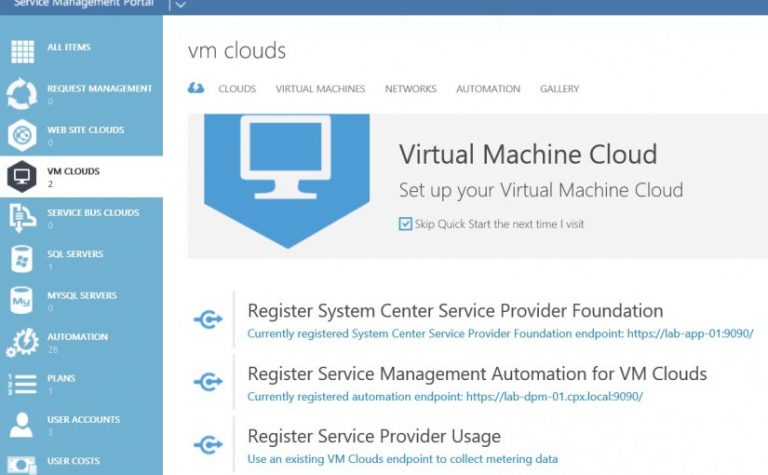 Service Management Portal
ALL ITEMS
REQUEST MANAGEMENT
0
WEB SITE CLOUDS
0
VM CLOUDS
2
SERVICE BUS CLOUDS
0
SQL SERVERS
1
MYSQL SERVERS
0
AUTOMATION
28
PLANS
1
USER ACCOUNTS
3
USER COSTS
vm clouds
CLOUDS VIRTUAL MACHINES NETWORKS AUTOMATION GALLERY
Virtual Machine Cloud
Set up your Virtual Machine Cloud
Skip Quick Start the next time I visit
Register System Center Service Provider Foundation
Currently registered System Center Service Provider Foundation endpoint: https://lab-app-01:9090/
Register Service Management Automation for VM Clouds
Currently registered automation endpoint: https://lab-dpm-01.cpx.local:9090/
Register Service Provider Usage
Use an existing VM Clouds endpoint to collect metering data
My
1
2
3